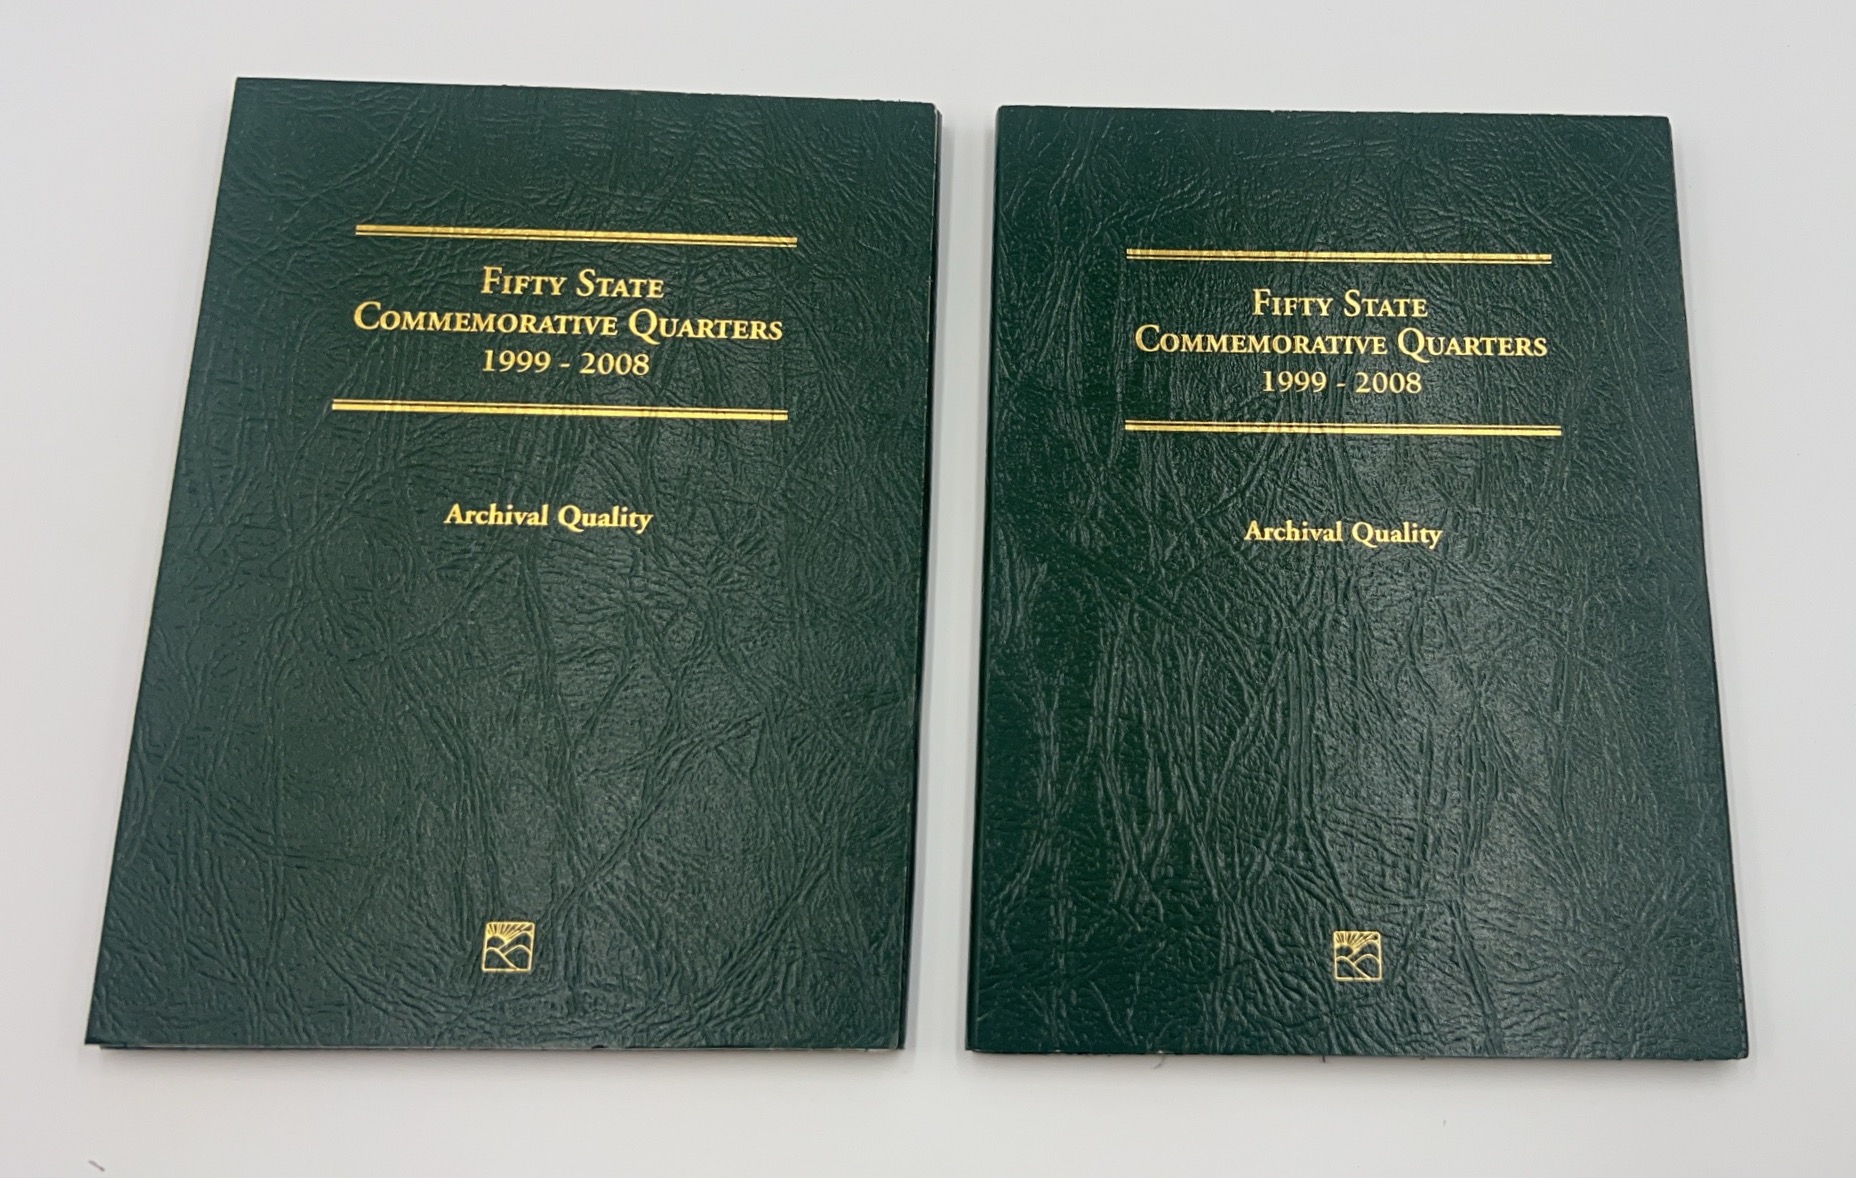 Fifty State
Commemorative Quarters
1999 - 2008
Archival Quality
Fifty State
Commemorative Quarters
1999 - 2008
Archival Quality